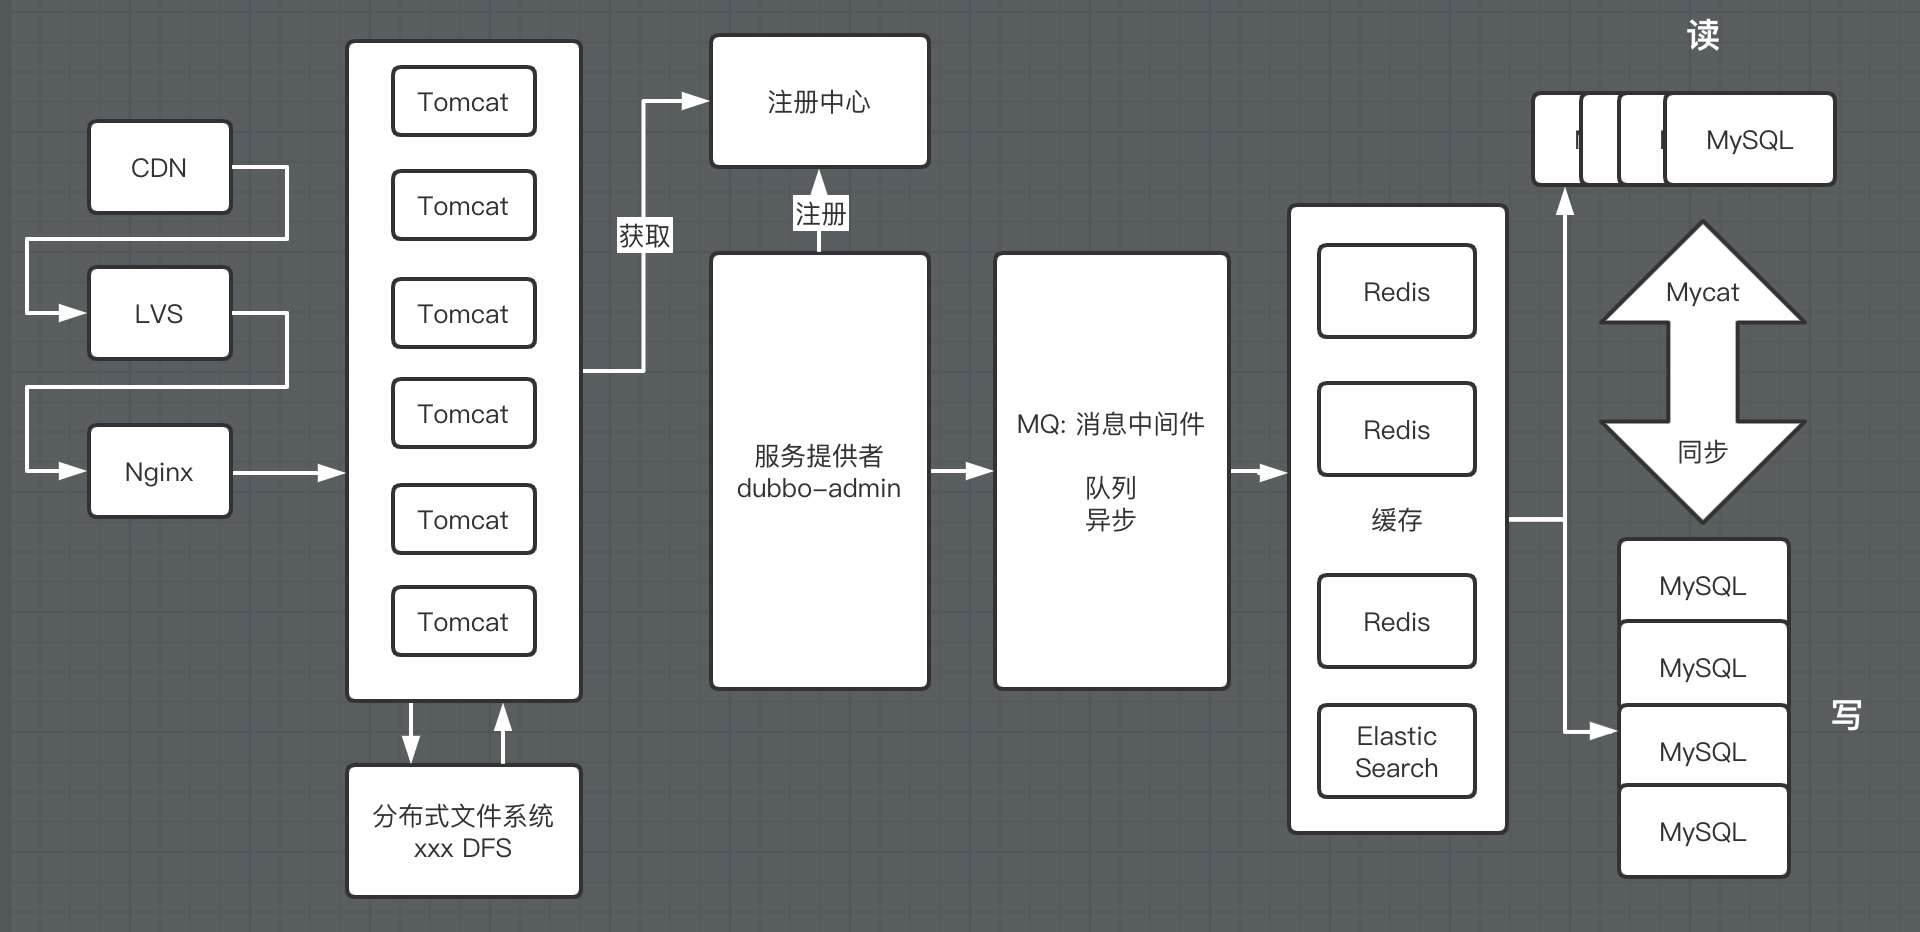 CDN
LVS
Nginx
Tomcat
Tomcat
Tomcat
Tomcat
Tomcat
Tomcat
分布式文件系统
xxx DFS
获取
注册中心
注册
服务提供者
dubbo-admin
MQ: 消息中间件
队列
异步
Redis
Redis
缓存
Redis
Elastic
Search
读
MySQL
Mycat
同步
MySQL
MySQL
MySQL
MySQL
写